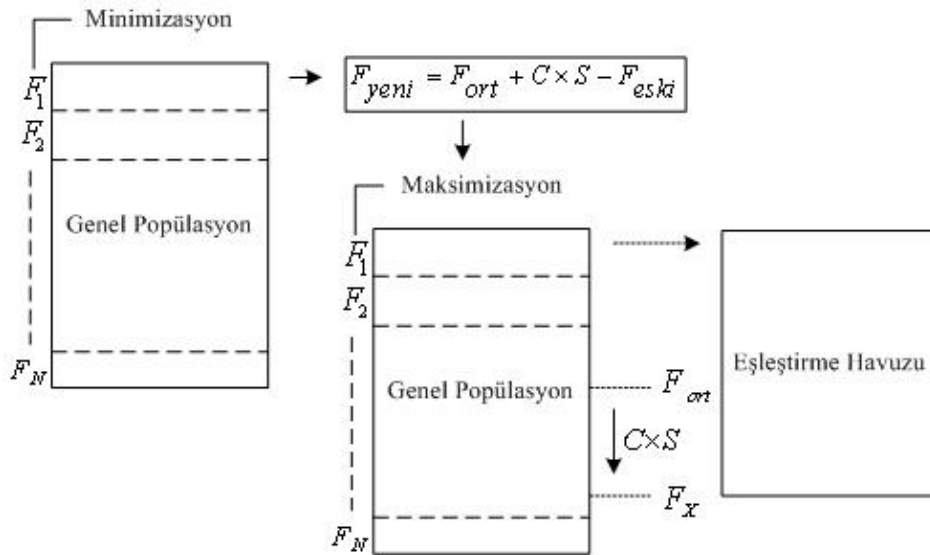 Minimizasyon
F1
F2
Genel Popülasyon
FN
Fyeni = Fort + C × S − Feski
Maksimizasyon
F1
F2
Genel Popülasyon
FN
Fort
C×S
FX
Eşleştirme Havuzu